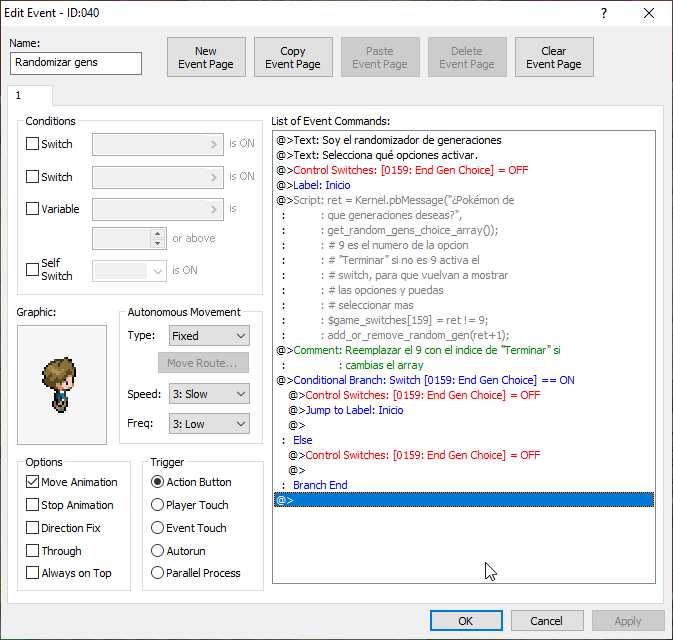 Edit Event - ID:040
?
Name:
Randomizar gens
New
Event Page
Copy
Event Page
Paste
Event Page
Delete
Event Page
Clear
Event Page
1
Conditions
Switch
is ON
Switch
is ON
Variable
is
or above
Self
Switch
is ON
Graphic:
Autonomous Movement
Type:
Fixed
Move Route...
Speed:
3: Slow
Freq:
3: Low
Options
Move Animation
Stop Animation
Direction Fix
Through
Always on Top
Trigger
Action Button
Player Touch
Event Touch
Autorun
Parallel Process
List of Event Commands:
@>Text: Soy el randomizador de generaciones
@>Text: Selecciona qué opciones activar.
@>Control Switches: [0159: End Gen Choice] = OFF
@>Label: Inicio
@>Script: ret = Kernel.pbMessage("¿Pokémon de
: : que generaciones deseas?",
: : get_random_gens_choice_array());
: : # 9 es el numero de la opcion
: : # "Terminar" si no es 9 activa el
: : # switch, para que vuelvan a mostrar
: : # las opciones y puedas
: : # seleccionar mas
: : $game_switches[159] = ret != 9;
: : add_or_remove_random_gen(ret+1);
@>Comment: Reemplazar el 9 con el indice de "Terminar" si
: : cambias el array
@>Conditional Branch: Switch [0159: End Gen Choice] == ON
@>Control Switches: [0159: End Gen Choice] = OFF
@>Jump to Label: Inicio
@>
: Else
@>Control Switches: [0159: End Gen Choice] = OFF
@>
: Branch End
@>
OK
Cancel
Apply